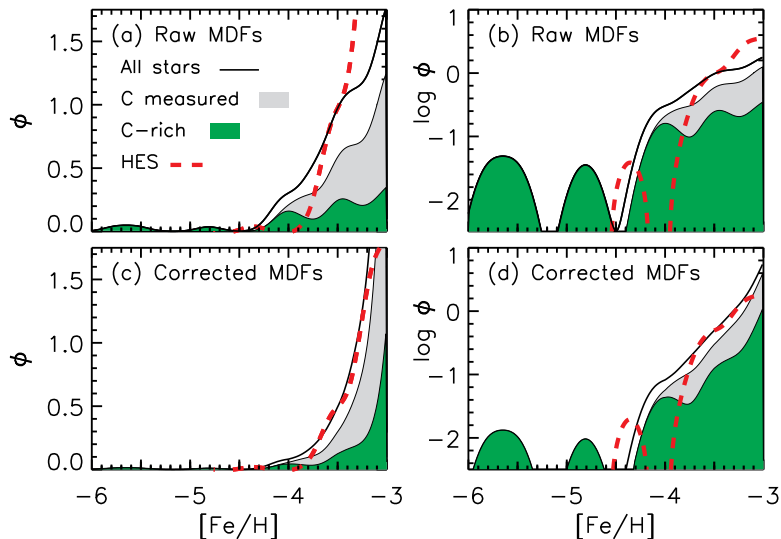 (a) Raw MDFs
All stars
C measured
C-rich
HES
1.5
1.0
0.5
0.0
ϕ
(b) Raw MDFs
1
0
-1
-2
log ϕ
(c) Corrected MDFs
1.5
1.0
0.5
0.0
ϕ
-6 -5 -4 -3
[Fe/H]
(d) Corrected MDFs
1
0
-1
-2
log ϕ
-6 -5 -4 -3
[Fe/H]